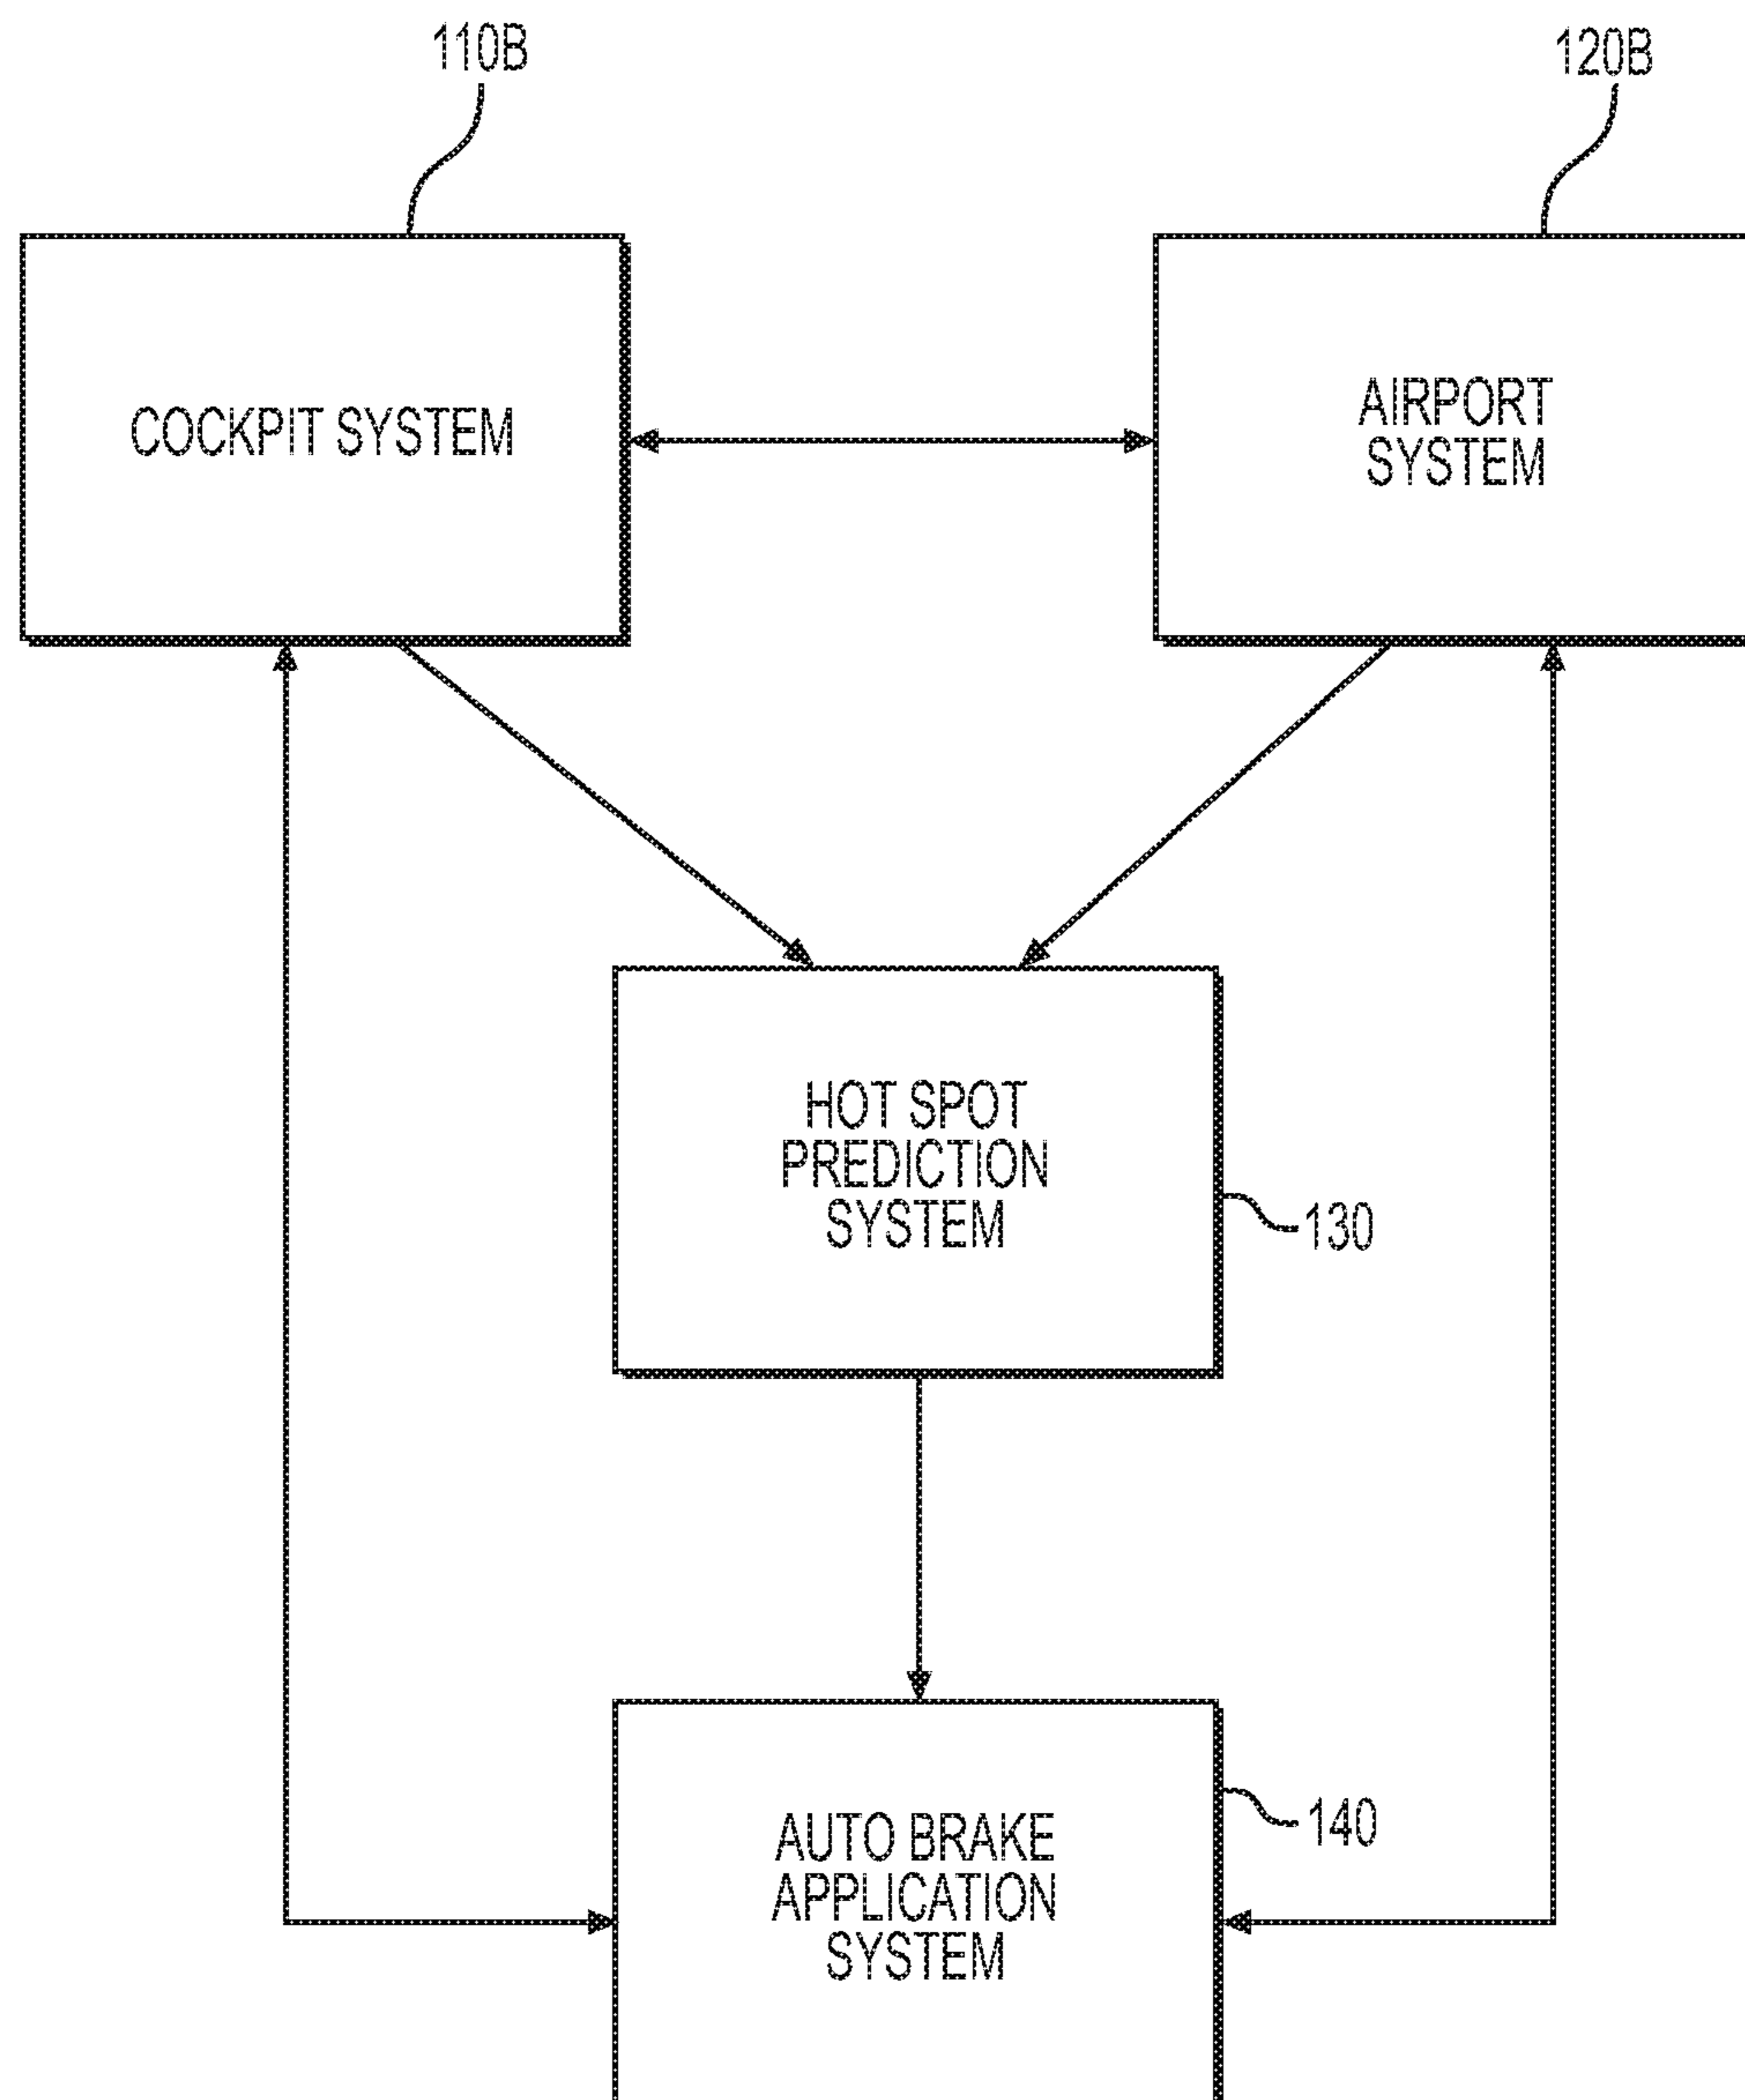 110B
120B
COCKPIT SYSTEM
AIRPORT
SYSTEM
HOT SPOT
PREDICTION
SYSTEM
130
AUTO BRAKE
APPLICATION
SYSTEM
140